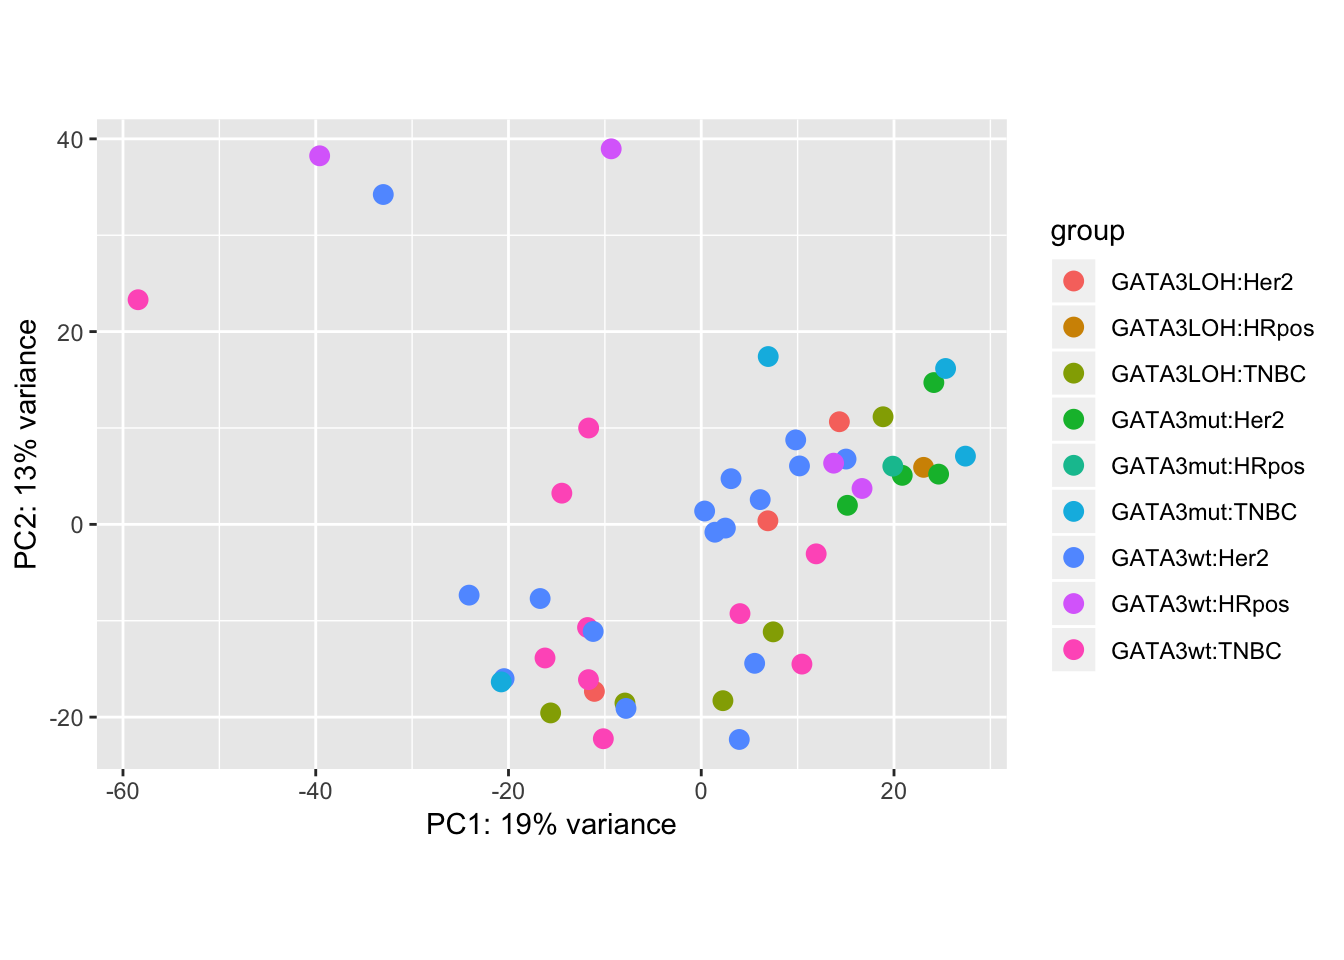 40
20
0
-20
-60
-40
-20
0
20
PC1: 19% variance
PC2: 13% variance
group
GATA3LOH:Her2
GATA3LOH:HRpos
GATA3LOH:TNBC
GATA3mut:Her2
GATA3mut:HRpos
GATA3mut:TNBC
GATA3wt:Her2
GATA3wt:HRpos
GATA3wt:TNBC